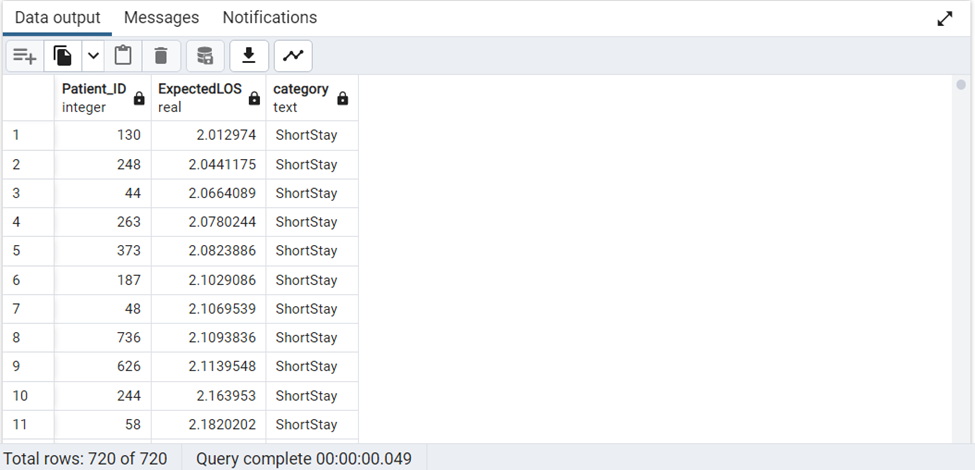 Data output Messages Notifications
Patient_ID ExpectedLOS category
integer real text
1 130 2.012974 ShortStay
2 248 2.0441175 ShortStay
3 44 2.0664089 ShortStay
4 263 2.0780244 ShortStay
5 373 2.0823886 ShortStay
6 187 2.1029086 ShortStay
7 48 2.1069539 ShortStay
8 736 2.1093836 ShortStay
9 626 2.1139548 ShortStay
10 244 2.163953 ShortStay
11 58 2.1820202 ShortStay
Total rows: 720 of 720 Query complete 00:00:00.049